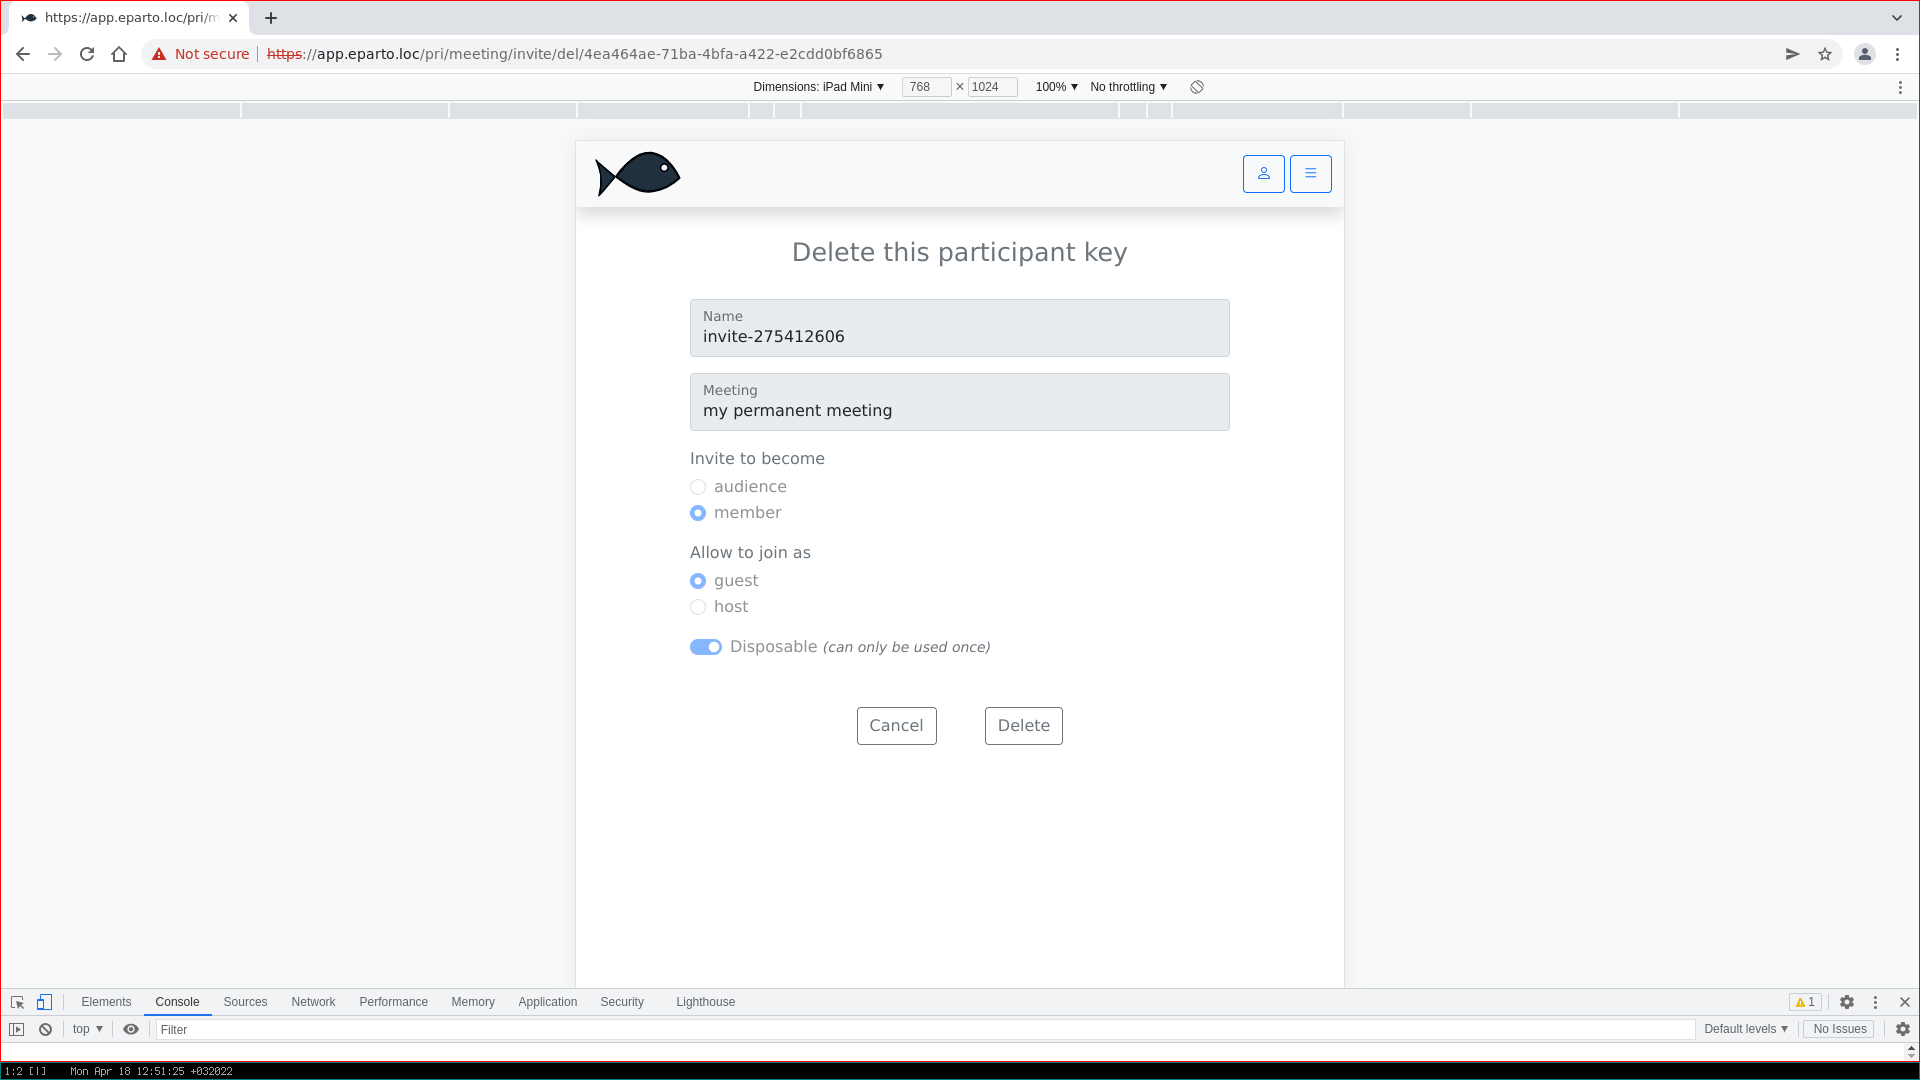 https://app.eparto.loc/pri/m
Not secure https://app.eparto.loc/pri/meeting/invite/del/4ea464ae-71ba-4bfa-a422-e2cdd0bf6865
Dimensions: iPad Mini ▼ 768 × 1024 100% ▼ No throttling ▼
Delete this participant key
Name
invite-275412606
Meeting
my permanent meeting
Invite to become
audience
member
Allow to join as
guest
host
Disposable (can only be used once)
Cancel Delete
Elements Console Sources Network Performance Memory Application Security Lighthouse 1
top ▼ Filter Default levels ▼ No Issues
1:2 [|] Mon Apr 18 12:51:25 +032022